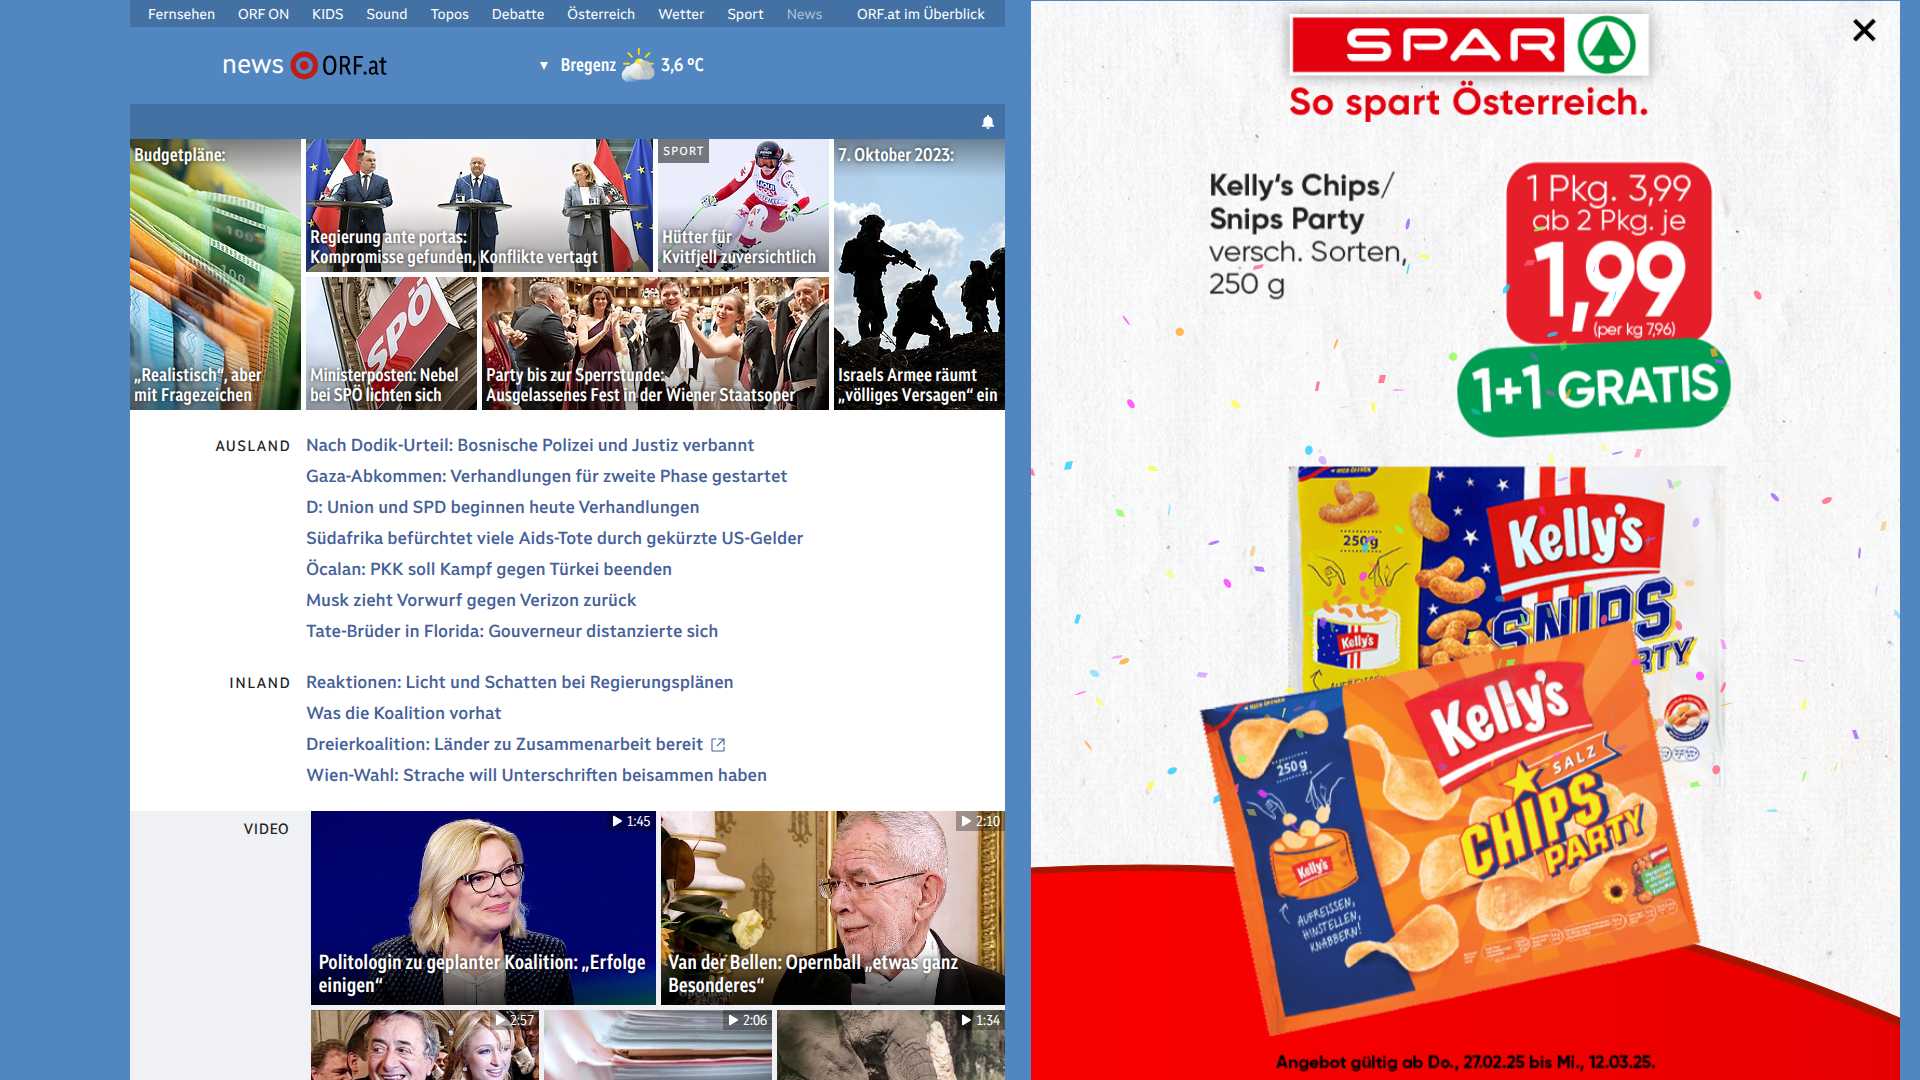 Fernsehen ORF ON KIDS Sound Topos Debatte Österreich Wetter Sport News ORF.at im Überblick
news ORF.at
Bregenz 3,6 °C
Budgetpläne:
„Realistisch“, aber
mit Fragezeichen
Regierung ante portas:
Kompromisse gefunden, Konflikte vertagt
SPORT
Hütter für
Kvitfjell zuversichtlich
7. Oktober 2023:
Israels Armee räumt
„völliges Versagen“ ein
SPÖ
Ministerposten: Nebel
bei SPÖ lichten sich
Party bis zur Sperrstunde:
Ausgelassenes Fest in der Wiener Staatsoper
AUSLAND
Nach Dodik-Urteil: Bosnische Polizei und Justiz verbannt
Gaza-Abkommen: Verhandlungen für zweite Phase gestartet
D: Union und SPD beginnen heute Verhandlungen
Südafrika befürchtet viele Aids-Tote durch gekürzte US-Gelder
Öcalan: PKK soll Kampf gegen Türkei beenden
Musk zieht Vorwurf gegen Verizon zurück
Tate-Brüder in Florida: Gouverneur distanzierte sich
INLAND
Reaktionen: Licht und Schatten bei Regierungsplänen
Was die Koalition vorhat
Dreierkoalition: Länder zu Zusammenarbeit bereit
Wien-Wahl: Strache will Unterschriften beisammen haben
VIDEO
1:45
Politologin zu geplanter Koalition: „Erfolge
einigen“
2:10
Van der Bellen: Opernball „etwas ganz
Besonderes“
2:57
2:06
1:34
SPAR
So spart Österreich.
Kelly's Chips/
Snips Party
versch. Sorten,
250 g
1 Pkg. 3,99
ab 2 Pkg. je
1,99
(per kg 7,96)
1+1 GRATIS
250g
Kelly's
Kelly's
SNIPS
PARTY
Kelly's
SALZ
CHIPS
PARTY
250g
Kelly's
AUFREISSEN,
HINSTELLEN,
KNABBERN!
Angebot gültig ab Do., 27.02.25 bis Mi., 12.03.25.